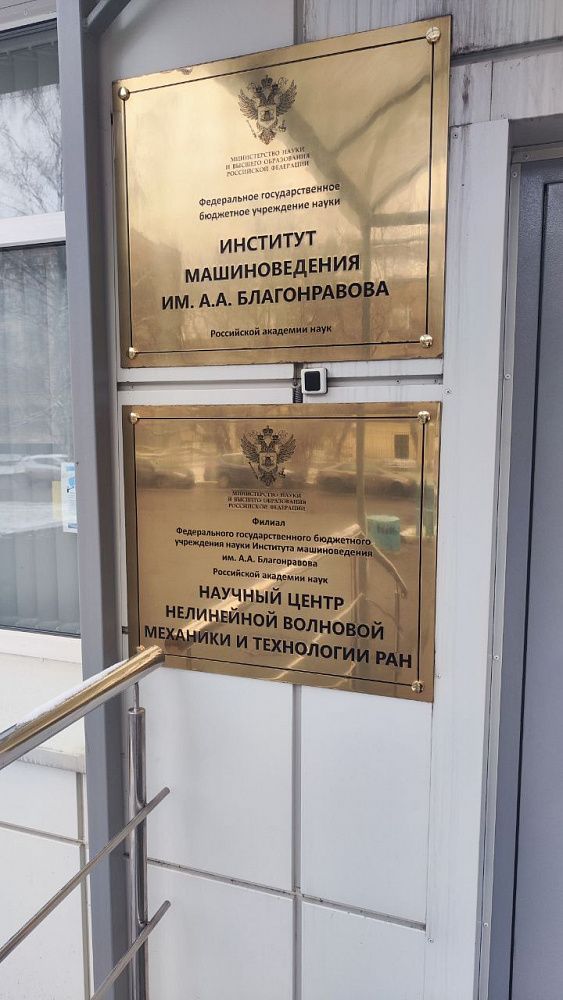 МИНИСТЕРСТВО НАУКИ
И ВЫСШЕГО ОБРАЗОВАНИЯ
РОССИЙСКОЙ ФЕДЕРАЦИИ
Федеральное государственное
бюджетное учреждение науки
ИНСТИТУТ
МАШИНОВЕДЕНИЯ
ИМ. А.А. БЛАГОНРАВОВА
Российской академии наук
МИНИСТЕРСТВО НАУКИ
И ВЫСШЕГО ОБРАЗОВАНИЯ
РОССИЙСКОЙ ФЕДЕРАЦИИ
Филиал
Федерального государственного бюджетного
учреждения науки Института машиноведения
им. А.А. Благонравова
Российской академии наук
НАУЧНЫЙ ЦЕНТР
НЕЛИНЕЙНОЙ ВОЛНОВОЙ
МЕХАНИКИ И ТЕХНОЛОГИИ РАН